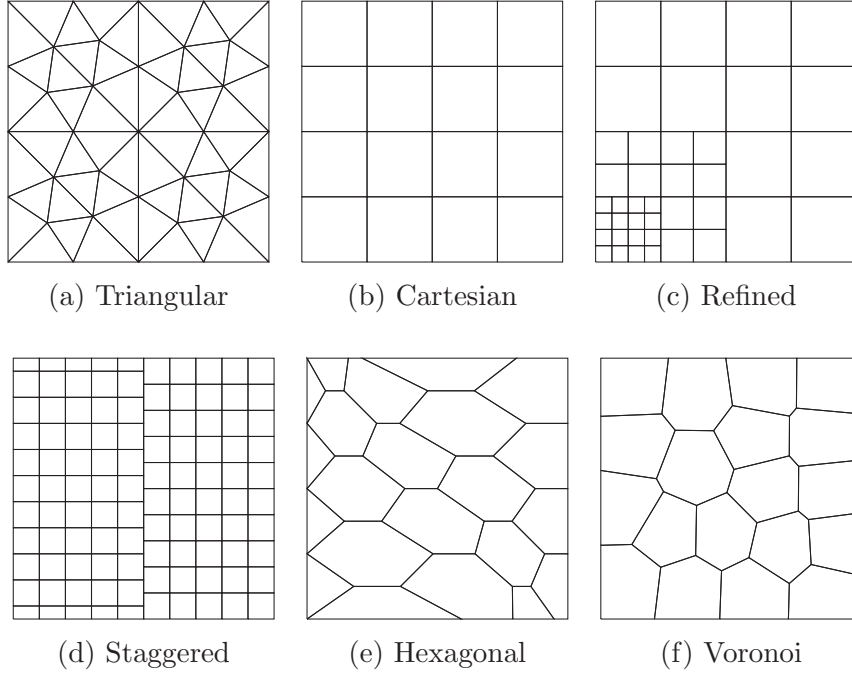 (a) Triangular
(b) Cartesian
(c) Refined
(d) Staggered
(e) Hexagonal
(f) Voronoi